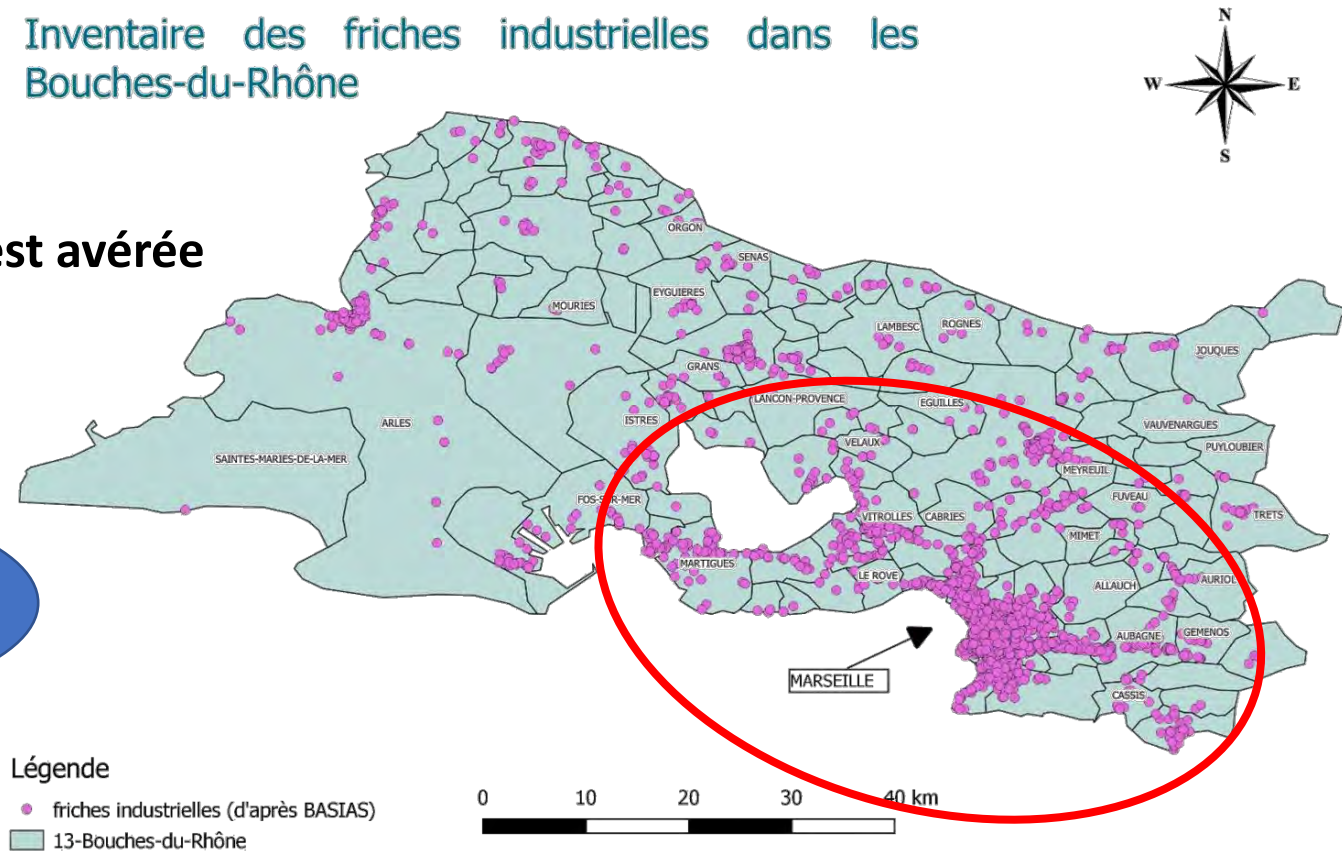 Inventaire des friches industrielles dans les
Bouches-du-Rhône
N
W E
S
est avérée
ORGON
SENAS
MOURIES
EYGUIERES
LAMBESC
ROGNES
JOUQUES
GRANS
LANCON-PROVENCE
EGUILLES
ARLES
ISTRES
VAUVENARGUES
VELAUX
PUYLOUBIER
SAINTES-MARIES-DE-LA-MER
MEYREUIL
FOS-SUR-MER
FUVEAU
VITROLLES
CABRIES
TRETS
MIMET
MARTIGUES
LE ROVE
AURIOL
ALLAUCH
AUBAGNE
GEMENOS
MARSEILLE
CASSIS
Légende
friches industrielles (d'après BASIAS)
13-Bouches-du-Rhône
0 10 20 30 40 km